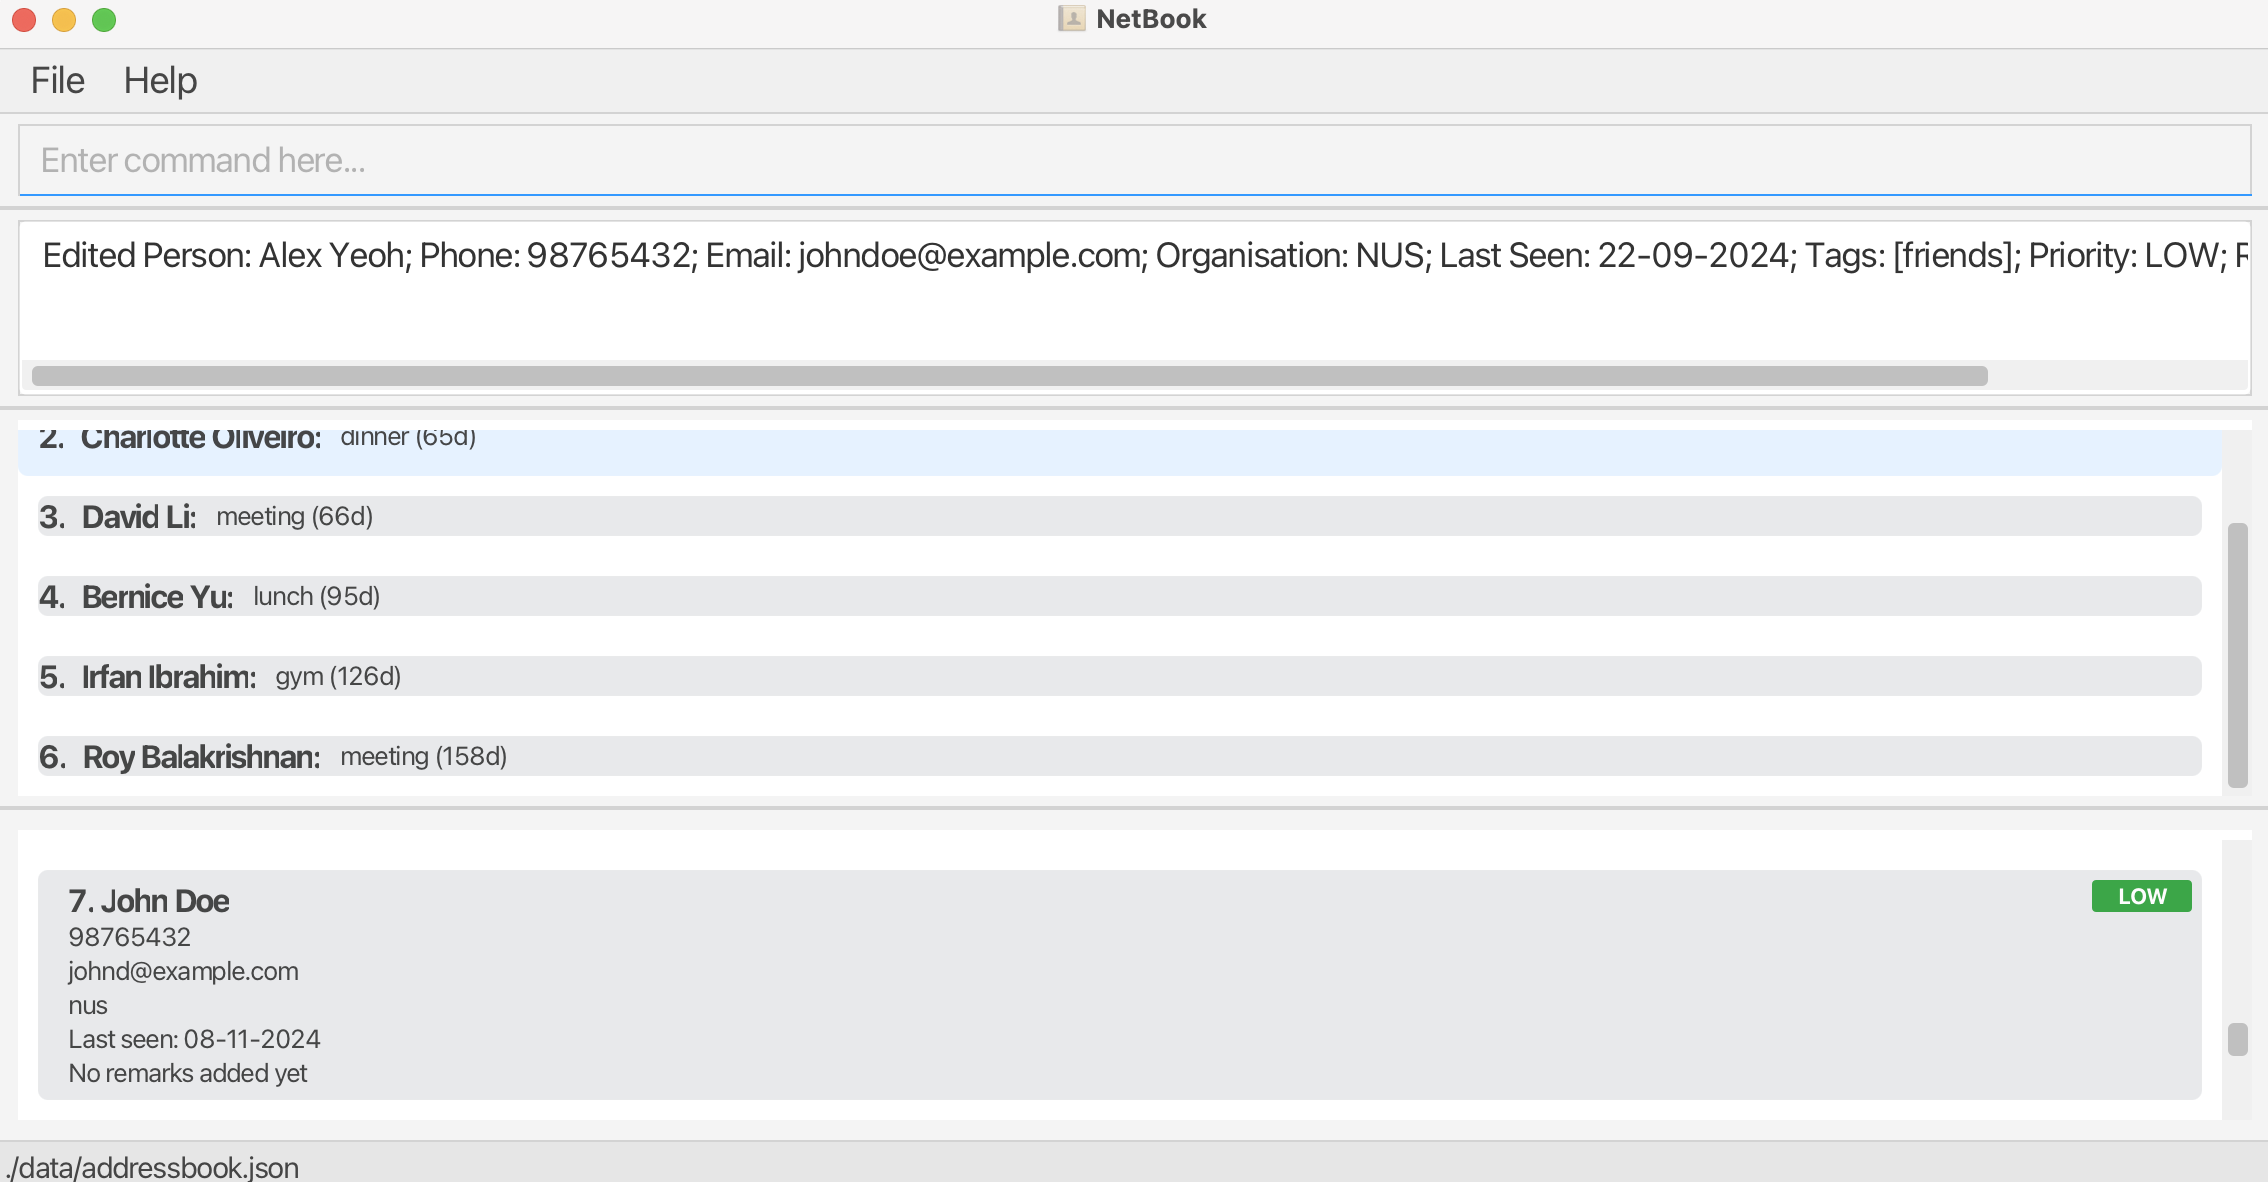 NetBook
File Help
Enter command here...
Edited Person: Alex Yeoh; Phone: 98765432; Email: johndoe@example.com; Organisation: NUS; Last Seen: 22-09-2024; Tags: [friends]; Priority: LOW;
2. Charlotte Oliveiro: dinner (65d)
3. David Li: meeting (66d)
4. Bernice Yu: lunch (95d)
5. Irfan Ibrahim: gym (126d)
6. Roy Balakrishnan: meeting (158d)
7. John Doe LOW
98765432
johnd@example.com
nus
Last seen: 08-11-2024
No remarks added yet
./data/addressbook.json